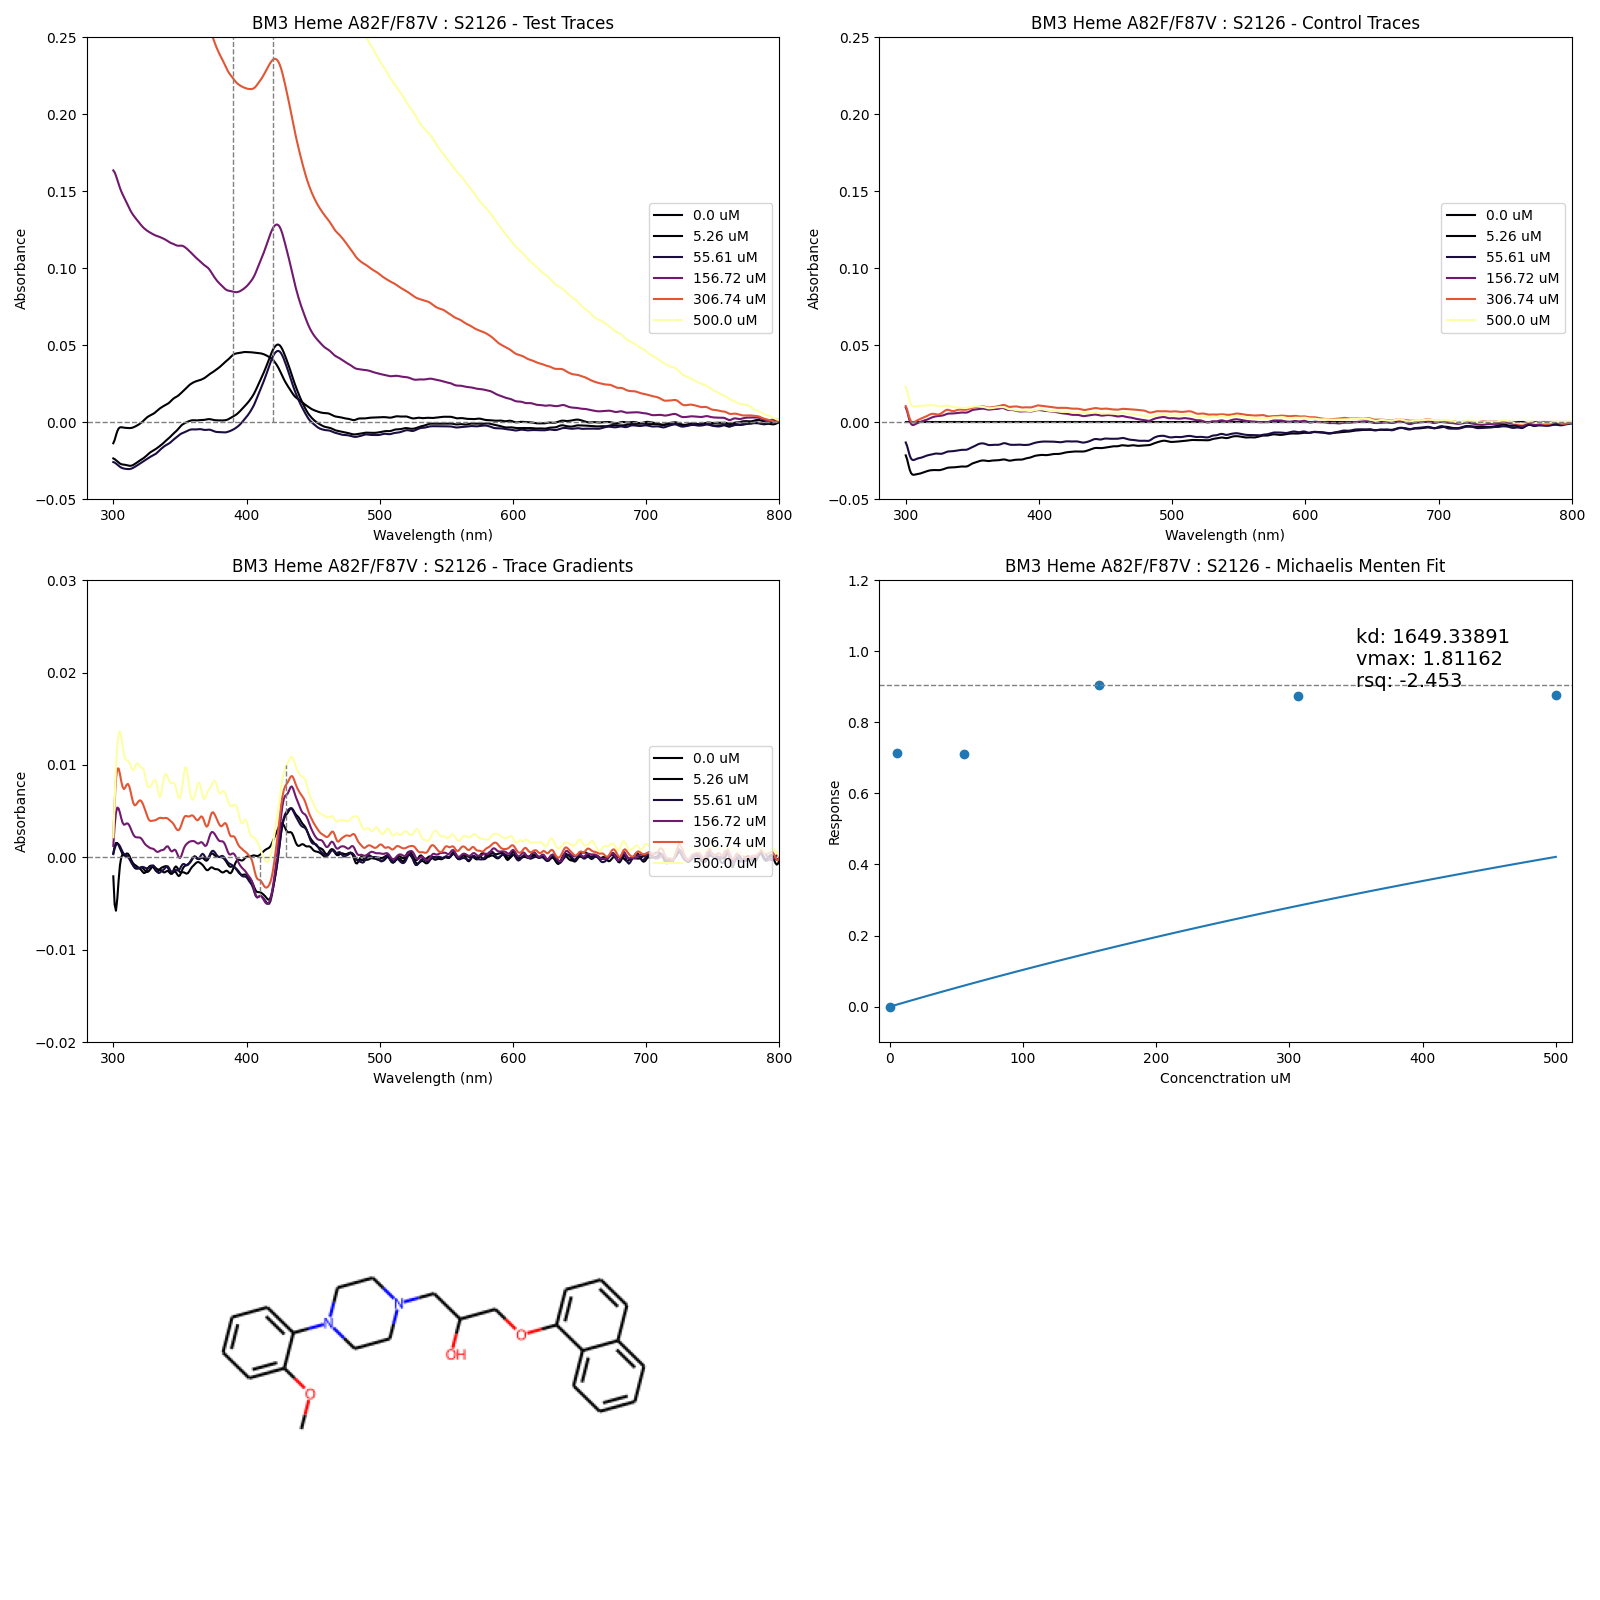 BM3 Heme A82F/F87V : S2126 - Test Traces
0.25
0.20
0.15
0.10
0.05
0.00
−0.05
Absorbance
0.0 uM
5.26 uM
55.61 uM
156.72 uM
306.74 uM
500.0 uM
300 400 500 600 700 800
Wavelength (nm)
BM3 Heme A82F/F87V : S2126 - Control Traces
0.25
0.20
0.15
0.10
0.05
0.00
−0.05
Absorbance
0.0 uM
5.26 uM
55.61 uM
156.72 uM
306.74 uM
500.0 uM
300 400 500 600 700 800
Wavelength (nm)
BM3 Heme A82F/F87V : S2126 - Trace Gradients
0.03
0.02
0.01
0.00
−0.01
−0.02
Absorbance
0.0 uM
5.26 uM
55.61 uM
156.72 uM
306.74 uM
500.0 uM
300 400 500 600 700 800
Wavelength (nm)
BM3 Heme A82F/F87V : S2126 - Michaelis Menten Fit
1.2
1.0
0.8
0.6
0.4
0.2
0.0
Response
kd: 1649.33891
vmax: 1.81162
rsq: -2.453
0 100 200 300 400 500
Concenctration uM
N
N
O
OH
O